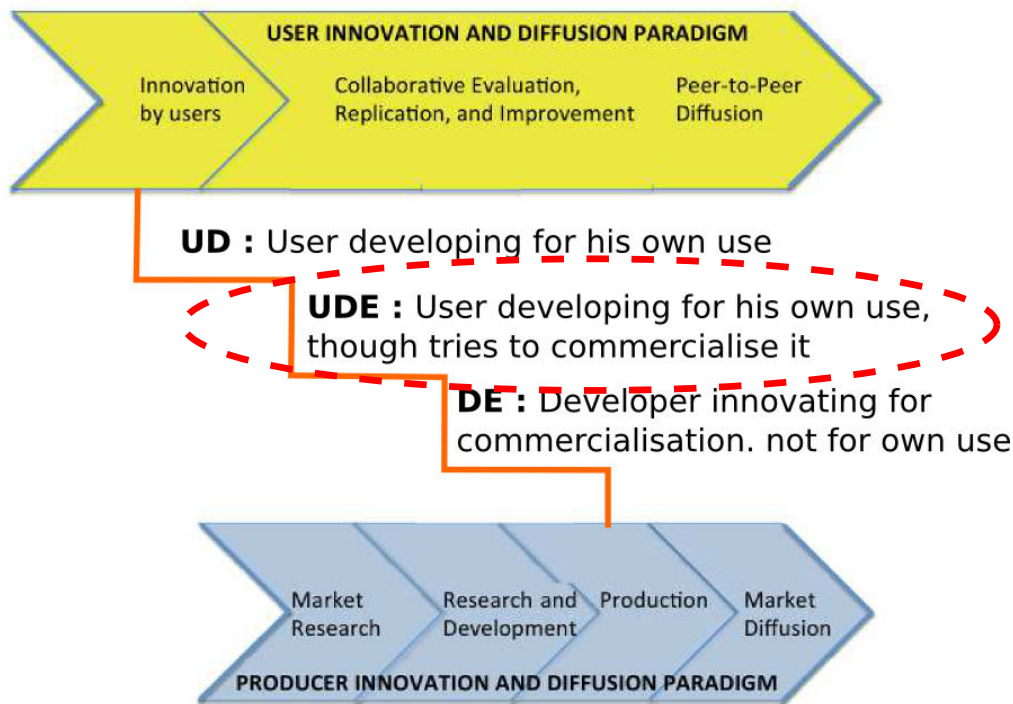 USER INNOVATION AND DIFFUSION PARADIGM
Innovation
by users
Collaborative Evaluation,
Replication, and Improvement
Peer-to-Peer
Diffusion
UD : User developing for his own use
UDE : User developing for his own use,
though tries to commercialise it
DE : Developer innovating for
commercialisation. not for own use
Market
Research
Research and
Development
Production
Market
Diffusion
PRODUCER INNOVATION AND DIFFUSION PARADIGM